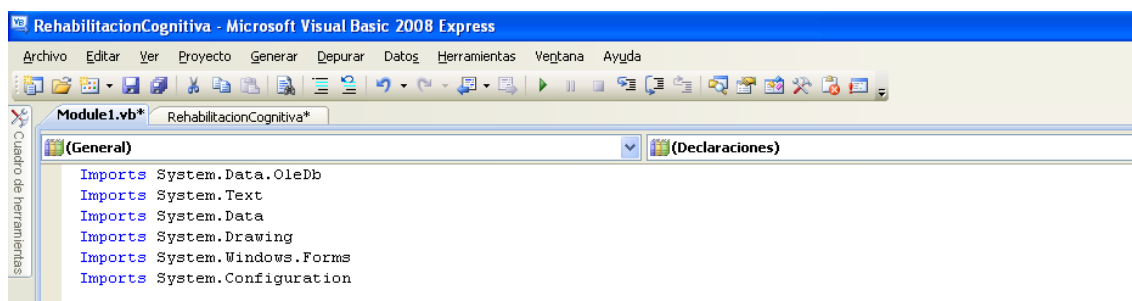 RehabilitacionCognitiva - Microsoft Visual Basic 2008 Express
Archivo Editar Ver Proyecto Generar Depurar Datos Herramientas Ventana Ayuda
Module1.vb* RehabilitacionCognitiva*
Cuadro de herramientas
(General) (Declaraciones)
Imports System.Data.OleDb
Imports System.Text
Imports System.Data
Imports System.Drawing
Imports System.Windows.Forms
Imports System.Configuration